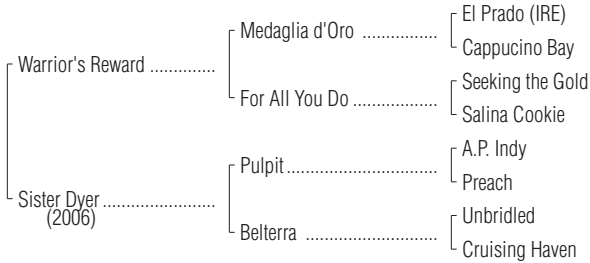 El Prado (IRE)
Medaglia d'Oro ................
Cappucino Bay
Warrior's Reward ..............
Seeking the Gold
For All You Do ..................
Salina Cookie
A.P. Indy
Pulpit................................
Preach
Sister Dyer ........................
(2006)
Unbridled
Belterra ............................
Cruising Haven